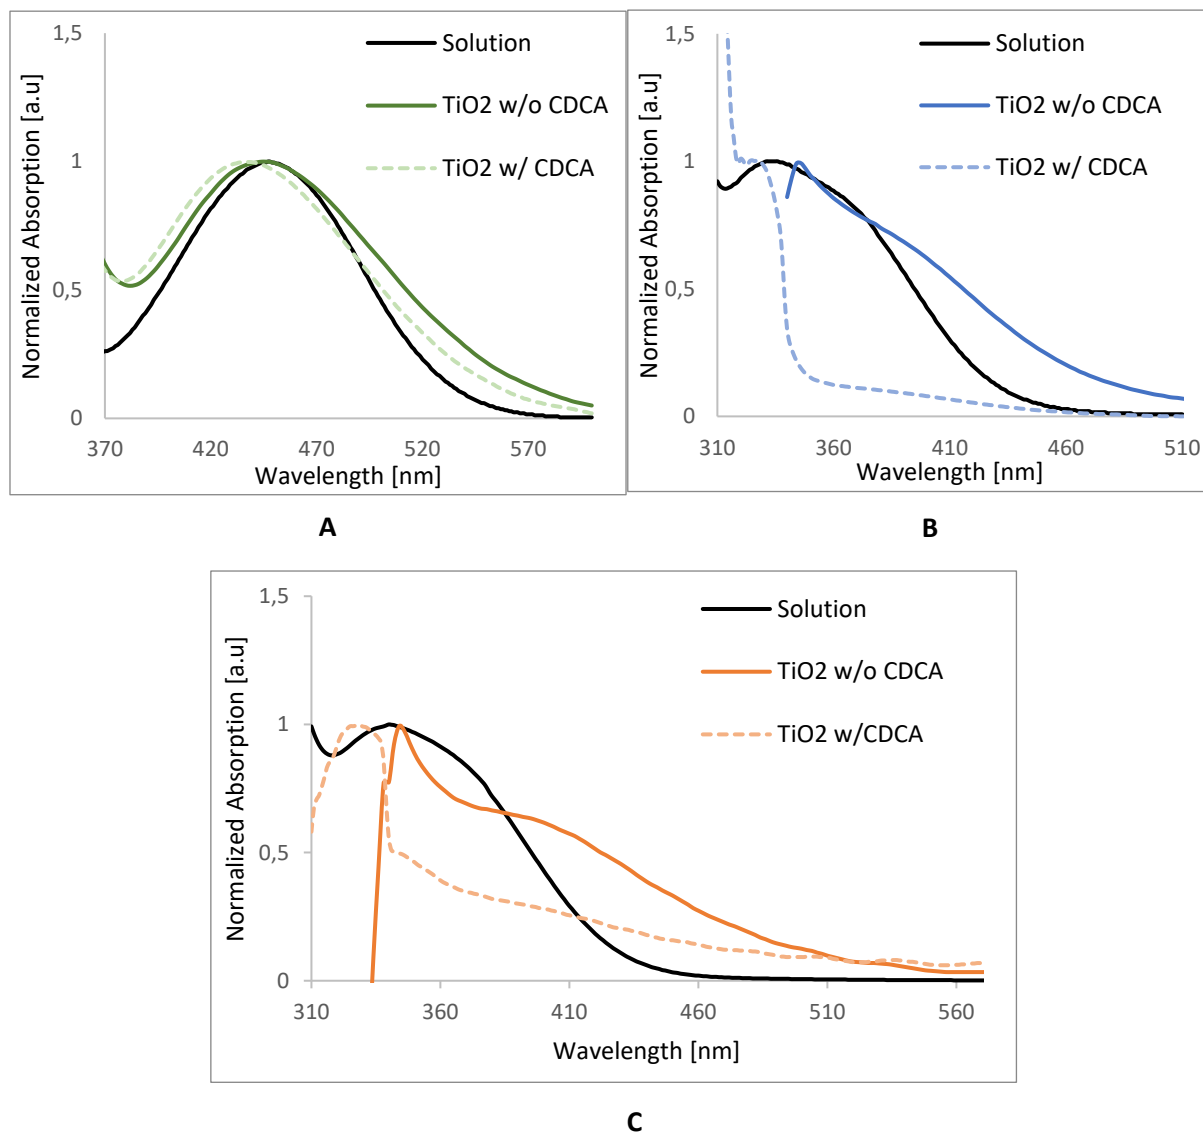 1,5
1
0,5
0
Normalized Absorption [a.u]
Solution
TiO2 w/o CDCA
TiO2 w/ CDCA
370 420 470 520 570
Wavelength [nm]
A
1,5
1
0,5
0
Normalized Absorption [a.u]
Solution
TiO2 w/o CDCA
TiO2 w/ CDCA
310 360 410 460 510
Wavelength [nm]
B
1,5
1
0,5
0
Normalized Absorption [a.u]
Solution
TiO2 w/o CDCA
TiO2 w/CDCA
310 360 410 460 510 560
Wavelength [nm]
C